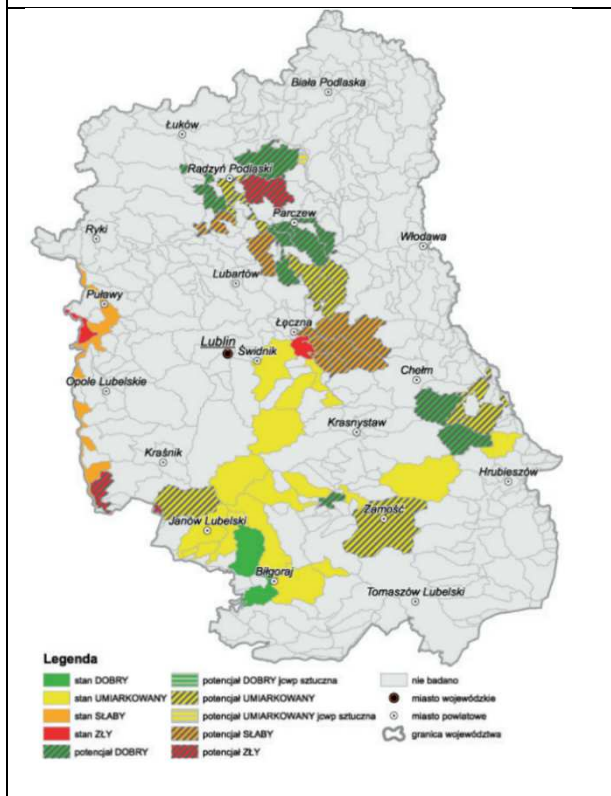 Biała Podlaska
Łuków
Radzyń Podlaski
Parczew
Ryki
Włodawa
Lubartów
Puławy
Łęczna
Lublin
Świdnik
Chełm
Opole Lubelskie
Krasnystaw
Kraśnik
Hrubieszów
Zamość
Janów Lubelski
Biłgoraj
Tomaszów Lubelski
Legenda
stan DOBRY
stan UMIARKOWANY
stan SŁABY
stan ZŁY
potencjał DOBRY
potencjał DOBRY jcwp sztuczna
potencjał UMIARKOWANY
potencjał UMIARKOWANY jcwp sztuczna
potencjał SŁABY
potencjał ZŁY
nie badano
miasto wojewódzkie
miasto powiatowe
granica województwa